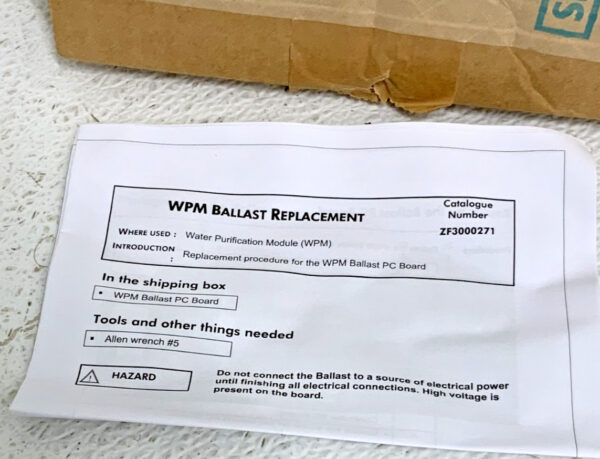 WPM BALLAST REPLACEMENT
Catalogue
Number
ZF3000271
WHERE USED : Water Purification Module (WPM)
INTRODUCTION
: Replacement procedure for the WPM Ballast PC Board
In the shipping box
▪ WPM Ballast PC Board
Tools and other things needed
▪ Allen wrench #5
HAZARD
Do not connect the Ballast to a source of electrical power
until finishing all electrical connections. High voltage is
present on the board.